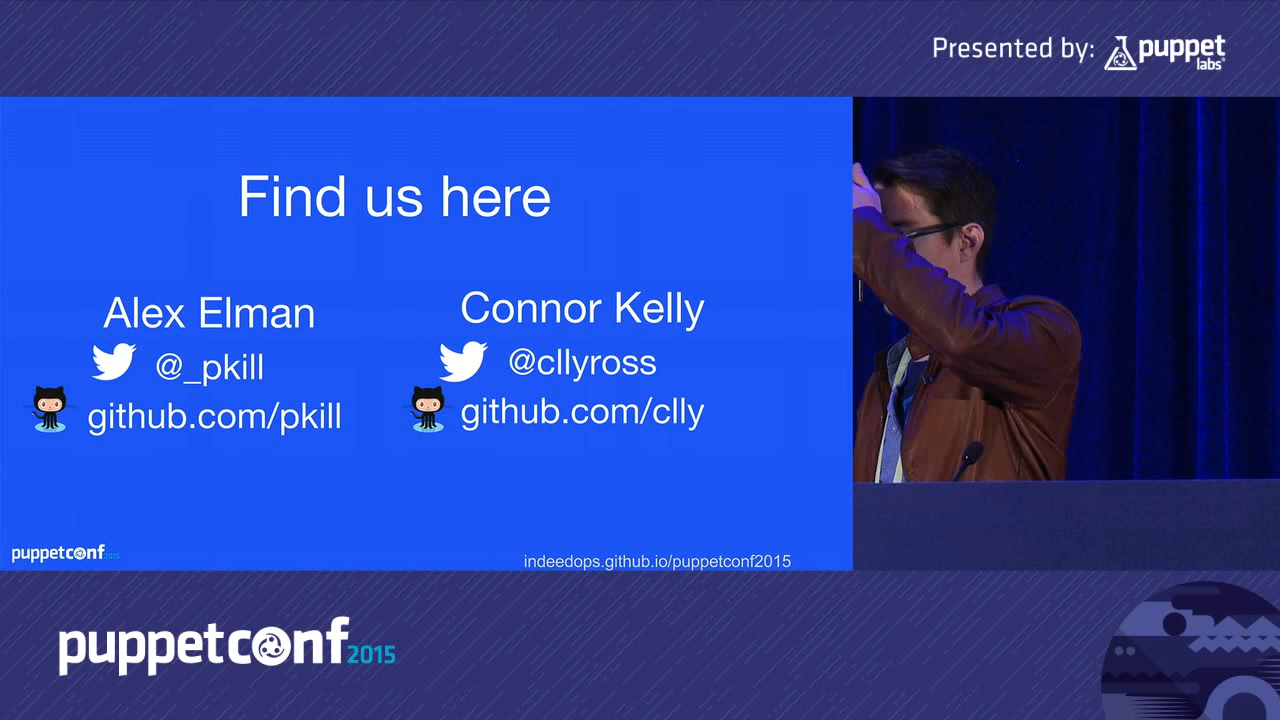 Presented by: puppet labs
Find us here
Alex Elman
@_pkill
github.com/pkill
Connor Kelly
@cllyross
github.com/clly
puppetconf2015
indeedops.github.io/puppetconf2015
puppetconf2015